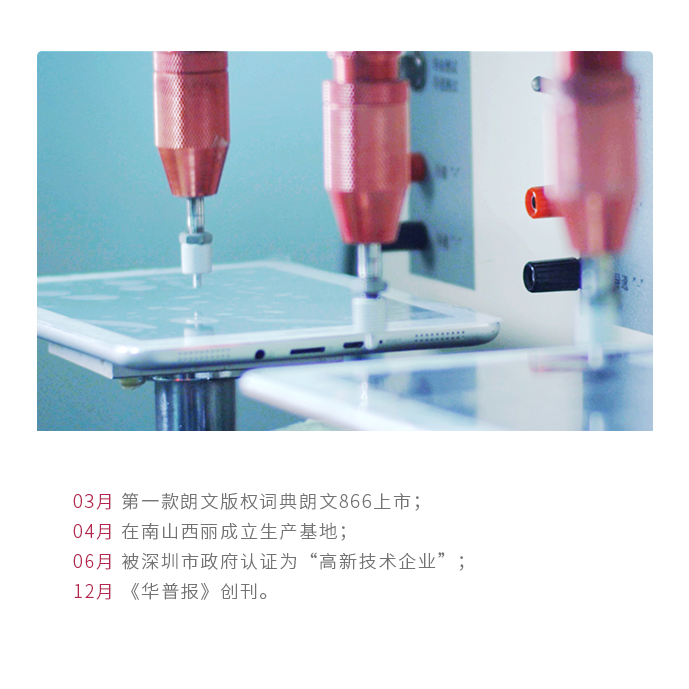 03月 第一款朗文版权词典朗文866上市；
04月 在南山西丽成立生产基地；
06月 被深圳市政府认证为“高新技术企业”；
12月 《华普报》创刊。